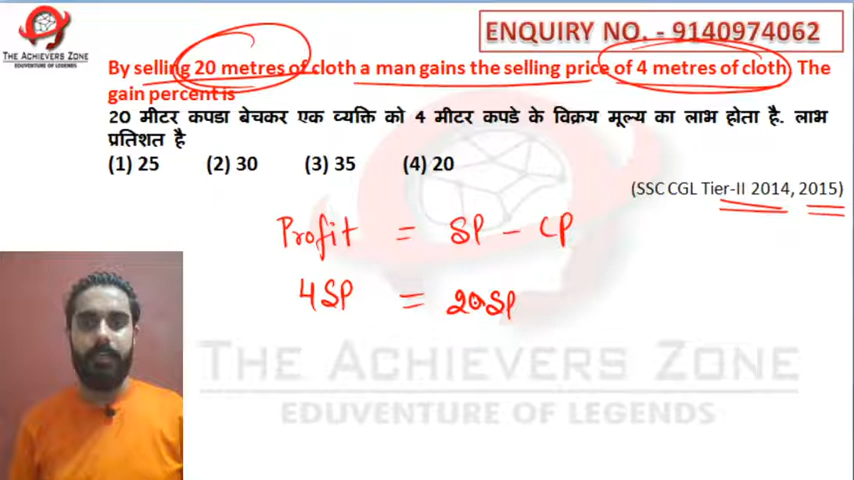 THE ACHIEVERS ZONE
EDUVENTURE OF LEGENDS
ENQUIRY NO. - 9140974062
By selling 20 metres of cloth a man gains the selling price of 4 metres of cloth. The
gain percent is
20 मीटर कपडा बेचकर एक व्यक्ति को 4 मीटर कपडे के विक्रय मूल्य का लाभ होता है. लाभ
प्रतिशत है
(1) 25 (2) 30 (3) 35 (4) 20
(SSC CGL Tier-II 2014, 2015)
Profit = SP - CP
4SP = 20SP
THE ACHIEVERS ZONE
EDUVENTURE OF LEGENDS